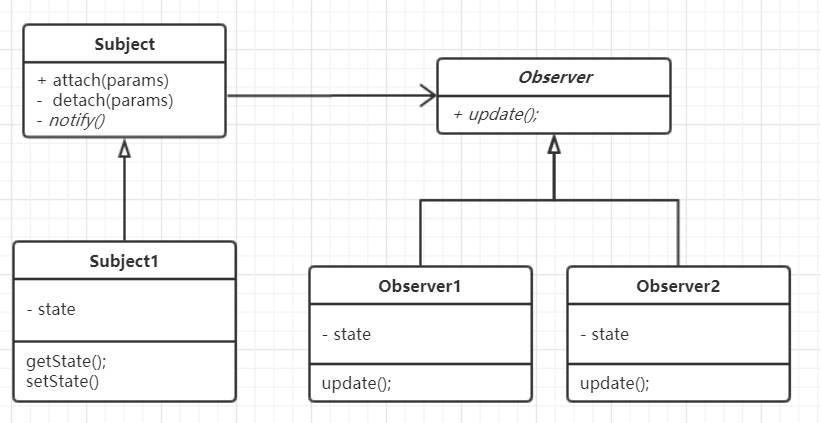 Subject
+ attach(params)
- detach(params)
- notify()
Observer
+ update();
Subject1
- state
getState();
setState()
Observer1
- state
update();
Observer2
- state
update();